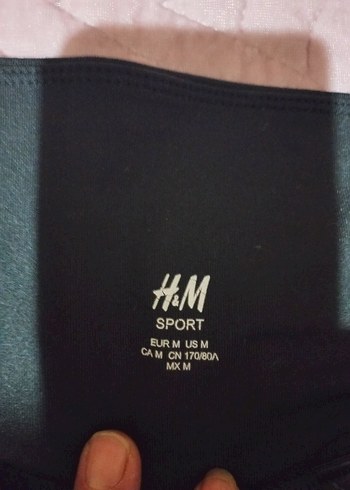 H&M
SPORT
EUR M US M
CA M CN 170/80A
MX M